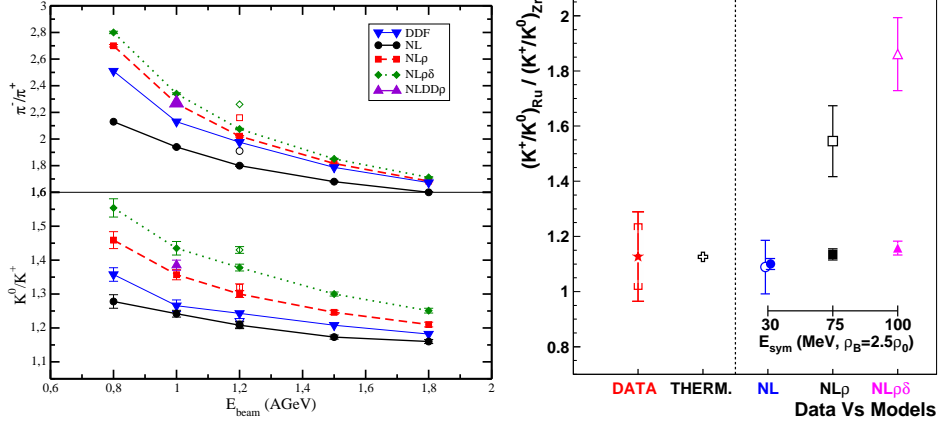 3
2,8
2,6
2,4
2,2
2
1,8
1,6
π⁻/π⁺
DDF
NL
NLρ
NLρδ
NLDDρ
1,5
1,4
1,3
1,2
1,1
K⁰/K⁺
0,6
0,8
1
1,2
1,4
1,6
1,8
2
E_beam (AGeV)
2
1.8
1.6
1.4
1.2
1
0.8
(K⁺/K⁰)_Ru / (K⁺/K⁰)_Zr
30
75
100
E_sym (MeV, ρ_B=2.5ρ_0)
DATA
THERM.
NL
NLρ
NLρδ
Data Vs Models